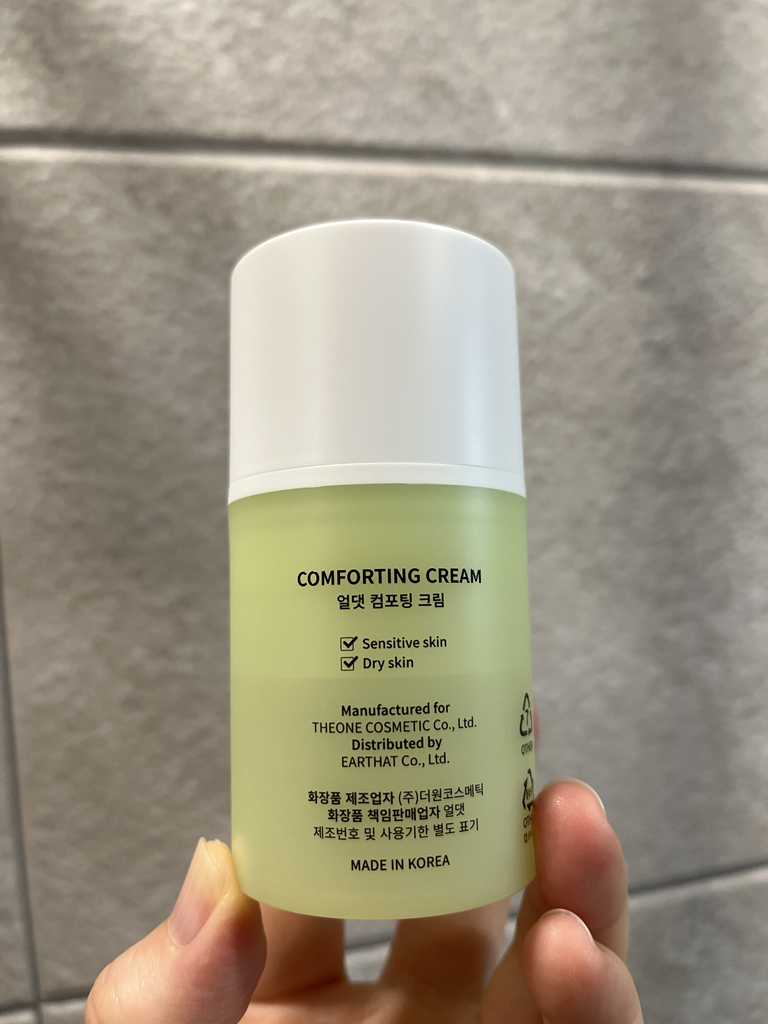 COMFORTING CREAM
얼댓 컴포팅 크림
Sensitive skin
Dry skin
Manufactured for
THEONE COSMETIC Co., Ltd.
Distributed by
EARTHAT Co., Ltd.
화장품 제조업자 (주)더원코스메틱
화장품 책임판매업자 얼댓
제조번호 및 사용기한 별도 표기
MADE IN KOREA
7